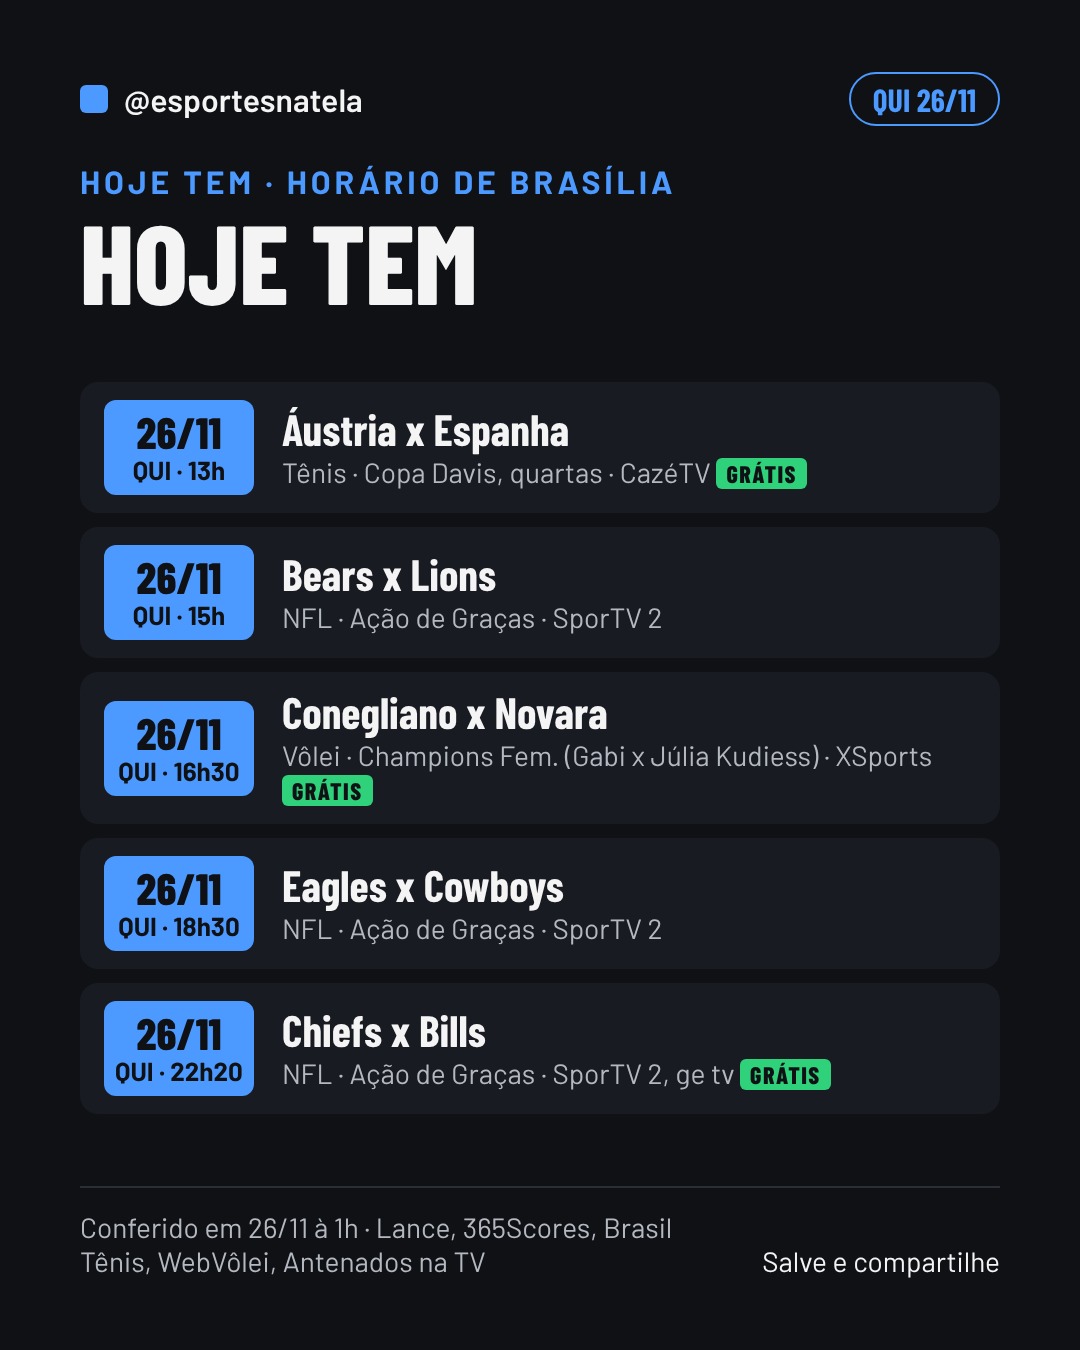 @esportesnatela
QUI 26/11
HOJE TEM · HORÁRIO DE BRASÍLIA
HOJE TEM
26/11
QUI · 13h
Áustria x Espanha
Tênis · Copa Davis, quartas · CazéTV GRÁTIS
26/11
QUI · 15h
Bears x Lions
NFL · Ação de Graças · SporTV 2
26/11
QUI · 16h30
Conegliano x Novara
Vôlei · Champions Fem. (Gabi x Júlia Kudiess) · XSports
GRÁTIS
26/11
QUI · 18h30
Eagles x Cowboys
NFL · Ação de Graças · SporTV 2
26/11
QUI · 22h20
Chiefs x Bills
NFL · Ação de Graças · SporTV 2, ge tv GRÁTIS
Conferido em 26/11 à 1h · Lance, 365Scores, Brasil
Tênis, WebVôlei, Antenados na TV
Salve e compartilhe